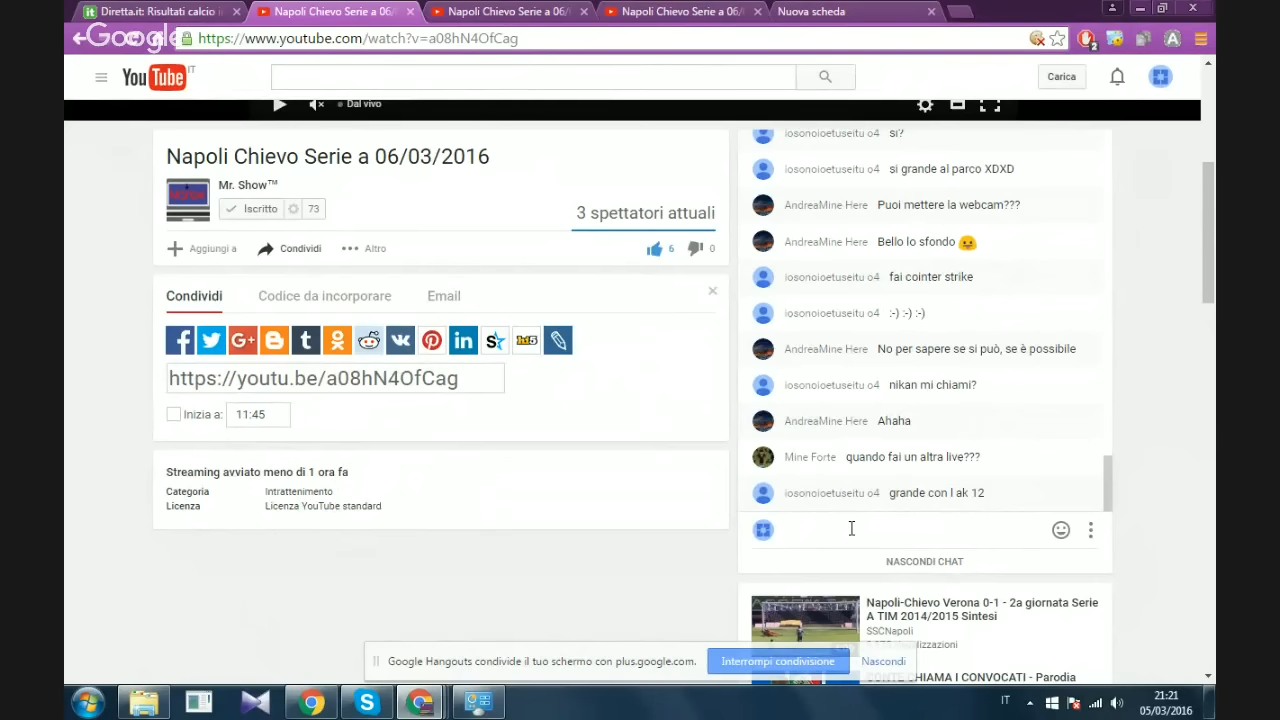 Diretta.it: Risultati calcio i
Napoli Chievo Serie a 06/
Napoli Chievo Serie a 06/
Napoli Chievo Serie a 06/
Nuova scheda
Google
https://www.youtube.com/watch?v=a08hN4OfCag
2
YouTube IT
Carica
Dal vivo
Napoli Chievo Serie a 06/03/2016
Mr. Show™
Iscritto 73
3 spettatori attuali
Aggiungi a
Condividi
Altro
6
0
Condividi
Codice da incorporare
Email
https://youtu.be/a08hN4OfCag
Inizia a: 11:45
Streaming avviato meno di 1 ora fa
Categoria Intrattenimento
Licenza Licenza YouTube standard
iosonoioetuseitu o4 si?
iosonoioetuseitu o4 si grande al parco XDXD
AndreaMine Here Puoi mettere la webcam???
AndreaMine Here Bello lo sfondo
iosonoioetuseitu o4 fai cointer strike
iosonoioetuseitu o4 :-) :-) :-)
AndreaMine Here No per sapere se si può, se è possibile
iosonoioetuseitu o4 nikan mi chiami?
AndreaMine Here Ahaha
Mine Forte quando fai un altra live???
iosonoioetuseitu o4 grande con l ak 12
NASCONDI CHAT
Napoli-Chievo Verona 0-1 - 2a giornata Serie
A TIM 2014/2015 Sintesi
SSCNapoli
CONTE CHIAMA I CONVOCATI - Parodia
Google Hangouts condivide il tuo schermo con plus.google.com.
Interrompi condivisione
Nascondi
IT
21:21
05/03/2016